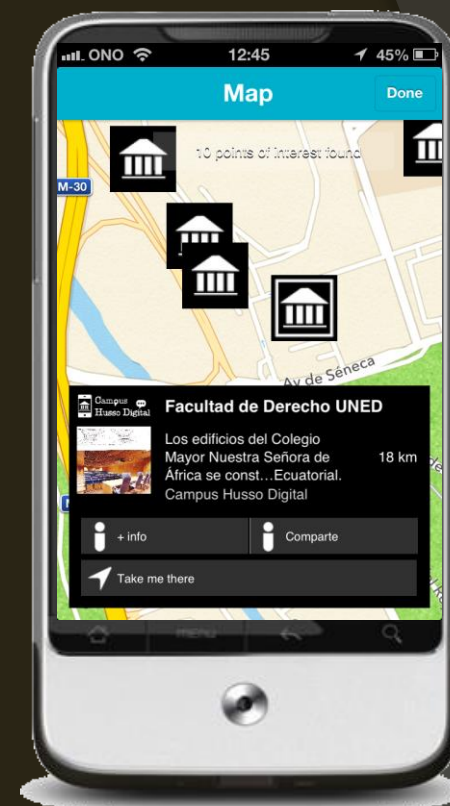 ONO 12:45 45%
Map Done
10 points of interest found
M-30
Av de Séneca
Campus
Husso Digital
Facultad de Derecho UNED
Los edificios del Colegio
Mayor Nuestra Señora de 18 km
África se const...Ecuatorial.
Campus Husso Digital
+ info Comparte
Take me there
MENU